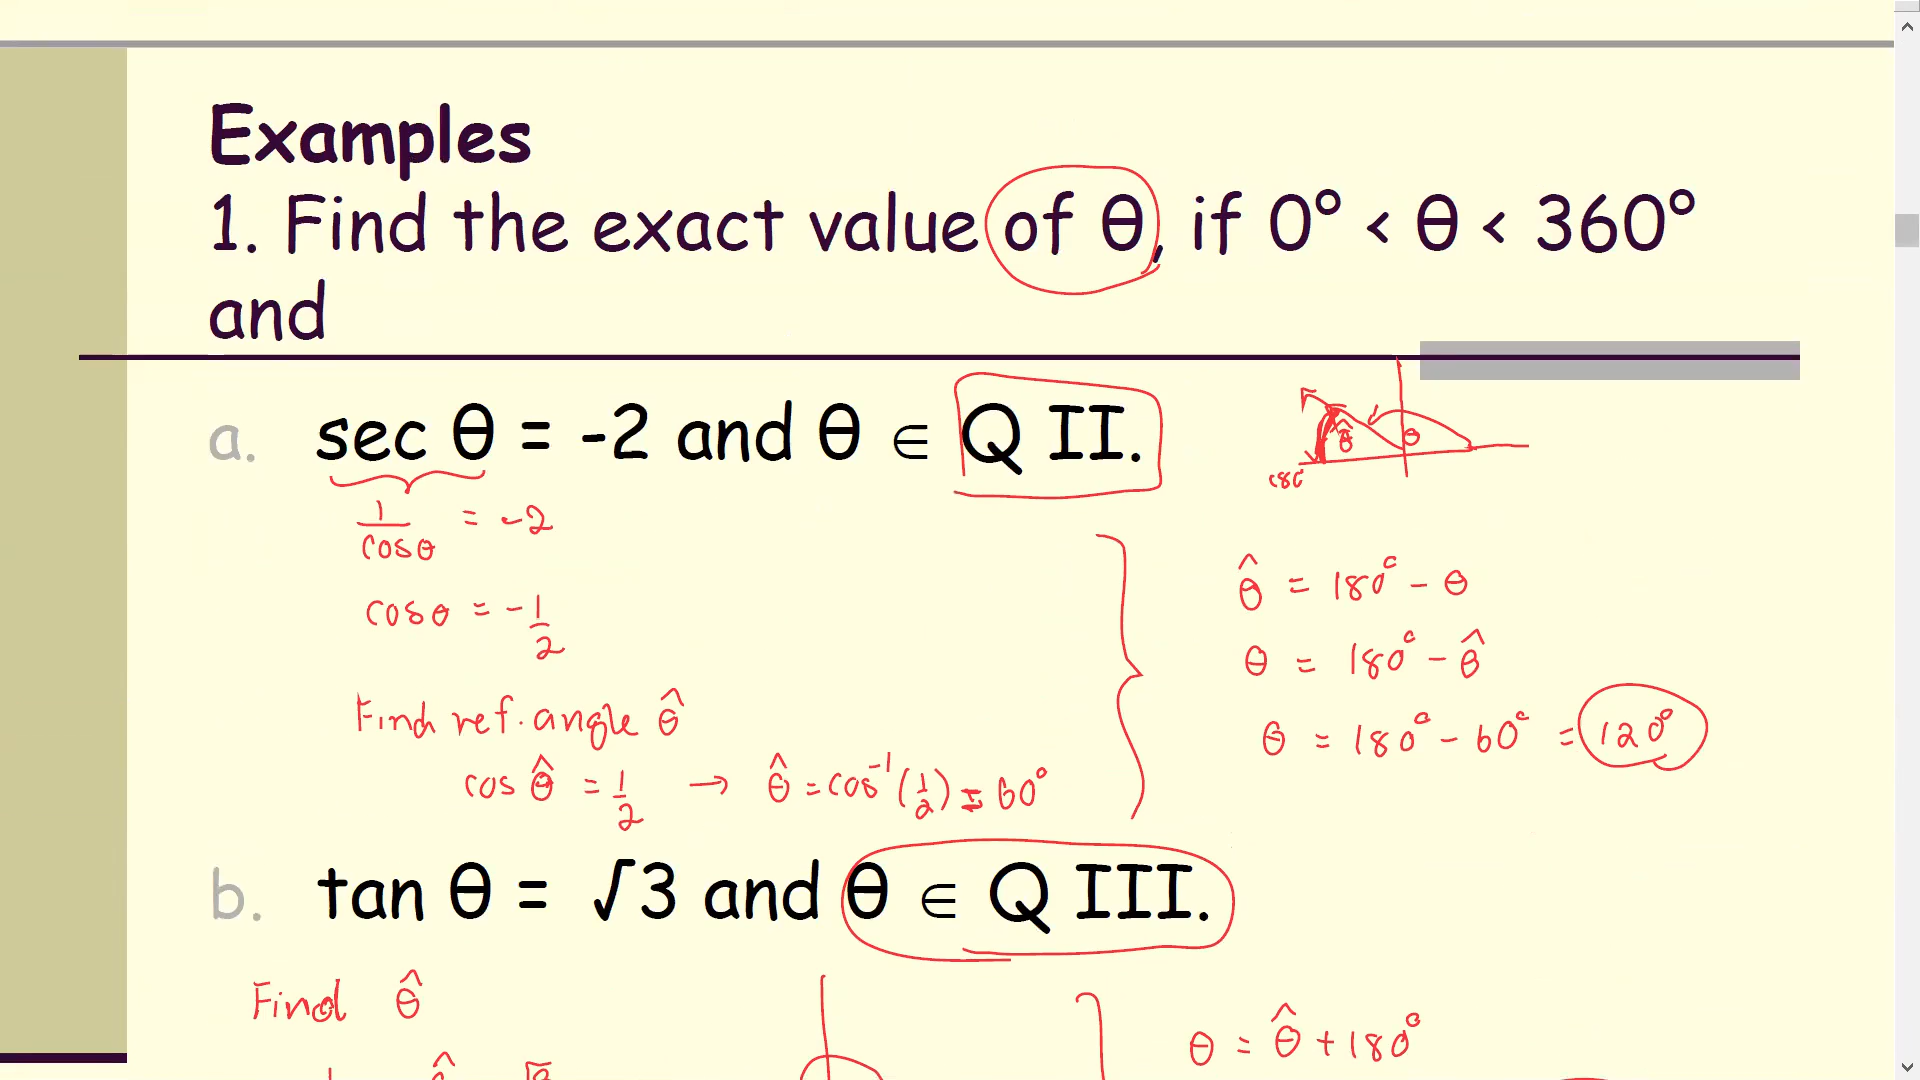 Examples
1. Find the exact value of θ, if 0° < θ < 360°
and
a. sec θ = -2 and θ ∈ Q II.
θ̂ θ
180
1/cosθ = -2
cosθ = -1/2
Find ref. angle θ̂
cos θ̂ = 1/2 → θ̂ = cos⁻¹(1/2) = 60°
θ̂ = 180° - θ
θ = 180° - θ̂
θ = 180° - 60° = 120°
b. tan θ = √3 and θ ∈ Q III.
Find θ̂
θ = θ̂ + 180°